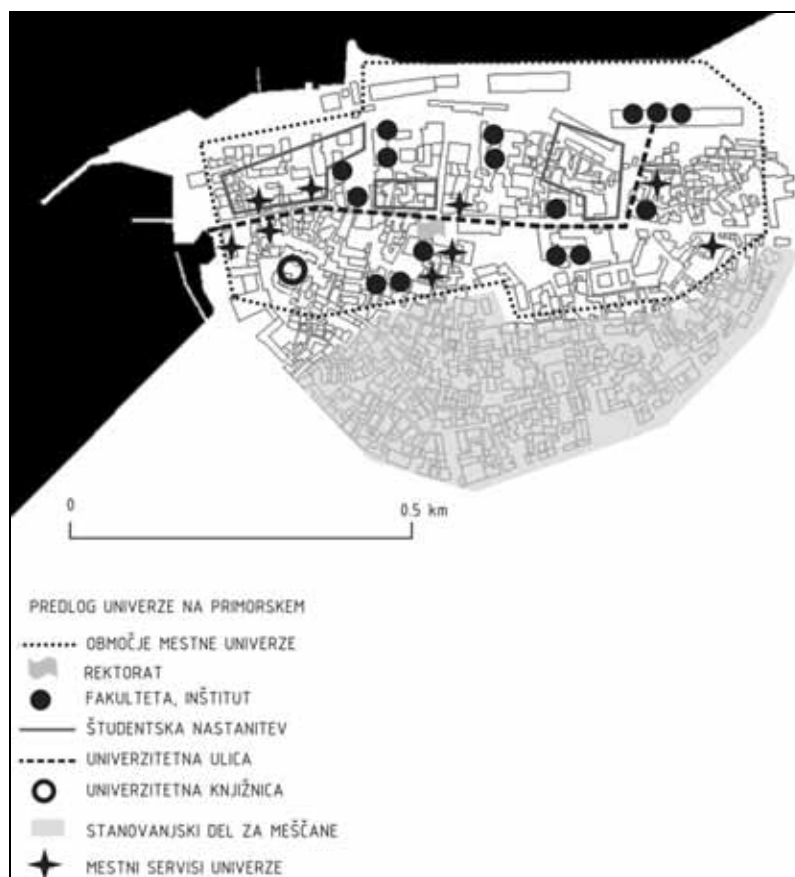 0 0.5 km
PREDLOG UNIVERZE NA PRIMORSKEM
OBMOČJE MESTNE UNIVERZE
REKTORAT
FAKULTETA, INŠTITUT
ŠTUDENTSKA NASTANITEV
UNIVERZITETNA ULICA
UNIVERZITETNA KNJIŽNICA
STANOVANJSKI DEL ZA MEŠČANE
MESTNI SERVISI UNIVERZE